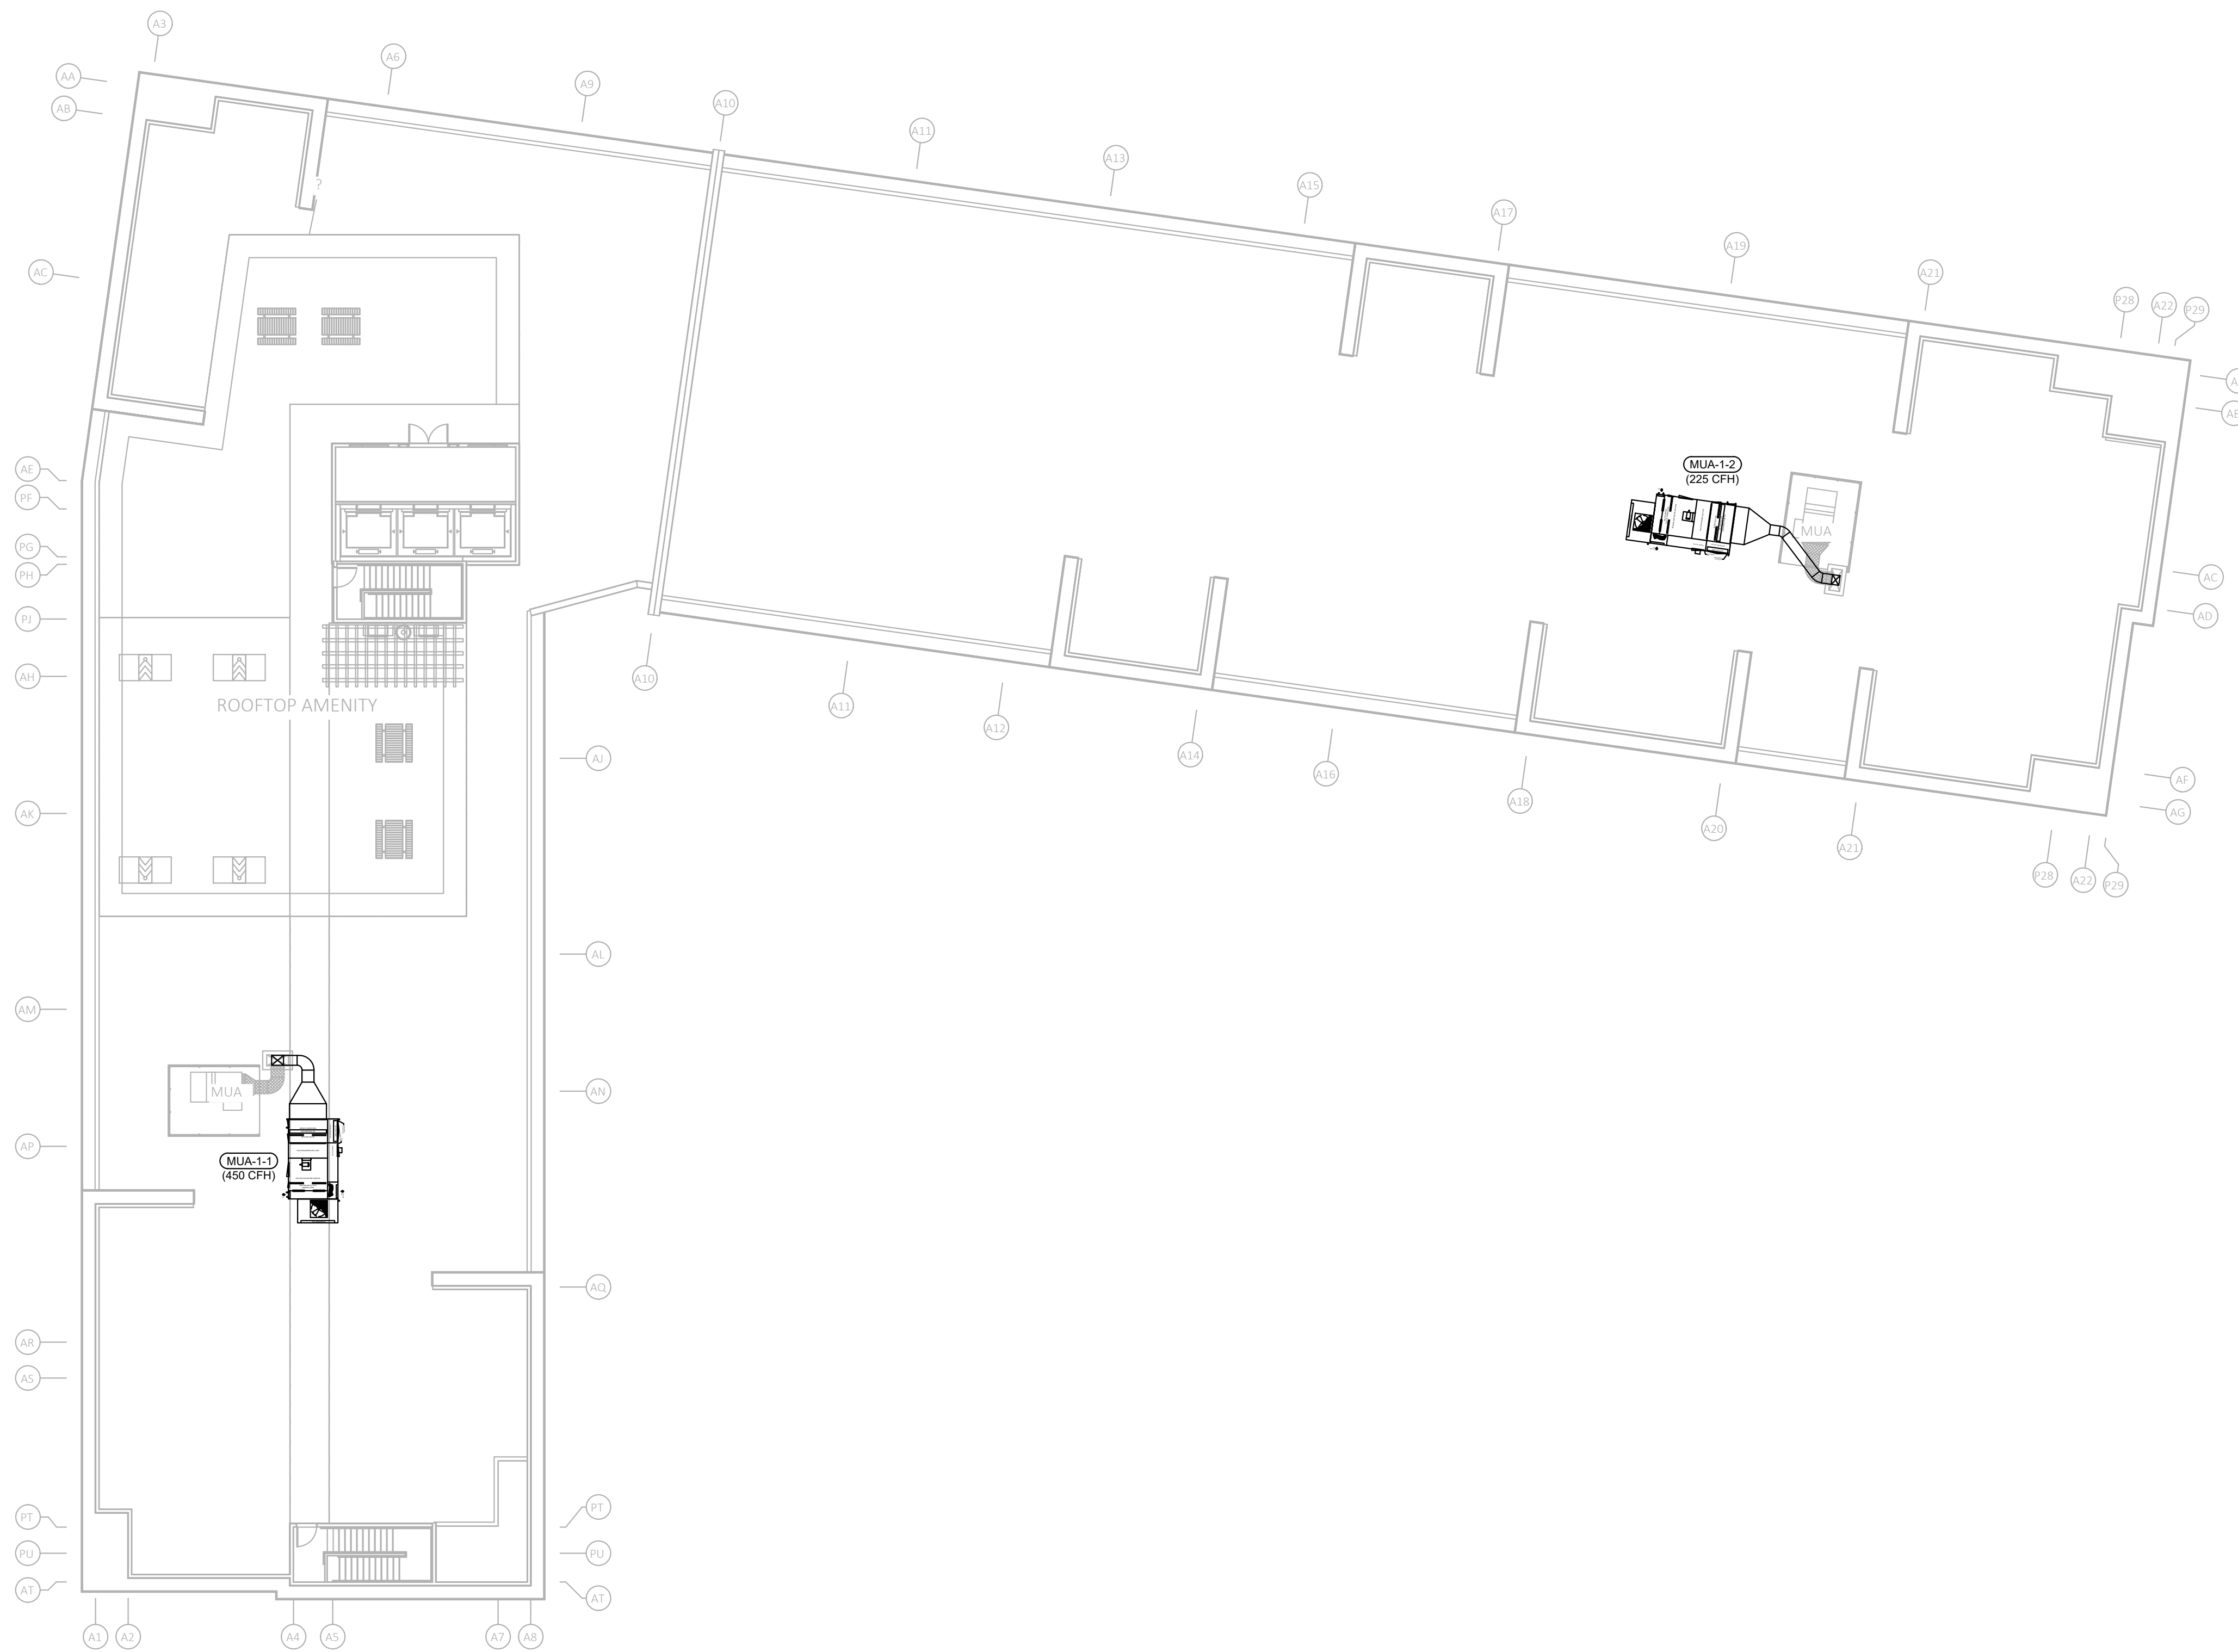 A3
A6
A9
A10
A11
A13
A15
A17
A19
A21
P28
A22
P29
AA
AB
AC
?
AE
PF
PG
PH
PJ
AH
AK
AM
AP
AR
AS
PT
PU
AT
ROOFTOP AMENITY
MUA-1-2
(225 CFH)
MUA
AC
AD
AF
AG
A10
A11
A12
A14
A16
A18
A20
A21
P28
A22
P29
AJ
AL
AN
AQ
PT
PU
AT
MUA
MUA-1-1
(450 CFH)
A1
A2
A4
A5
A7
A8